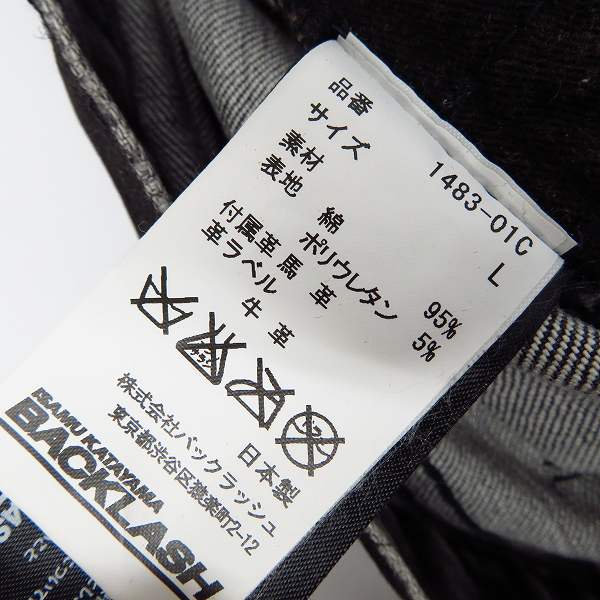 品番 1483-01C
サイズ L
素材
表地 綿 95%
ポリウレタン 5%
付属革 馬革
革ラベル 牛革
日本製
株式会社バックラッシュ
東京都渋谷区猿楽町2-12
ISAMU KATAYAMA
BACKLASH